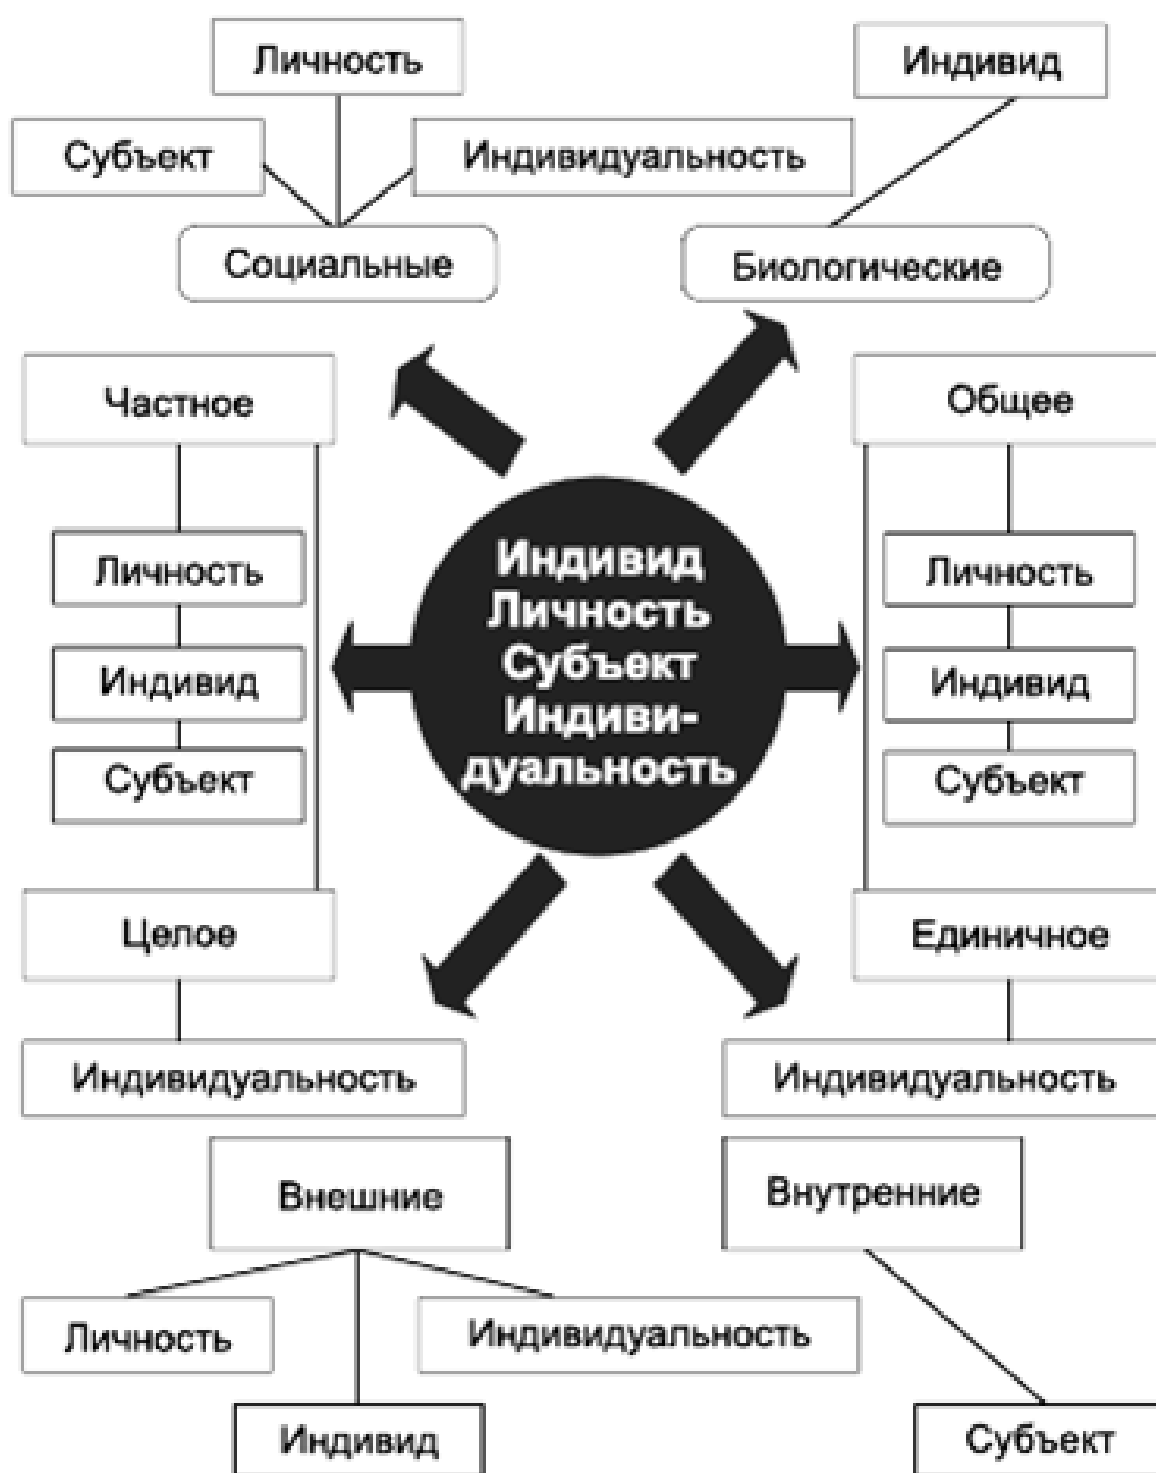 Личность
Индивид
Субъект
Индивидуальность
Социальные
Биологические
Частное
Общее
Личность
Индивид
Субъект
Индивид
Личность
Субъект
Индиви-
дуальность
Личность
Индивид
Субъект
Целое
Единичное
Индивидуальность
Индивидуальность
Внешние
Внутренние
Личность
Индивидуальность
Индивид
Субъект